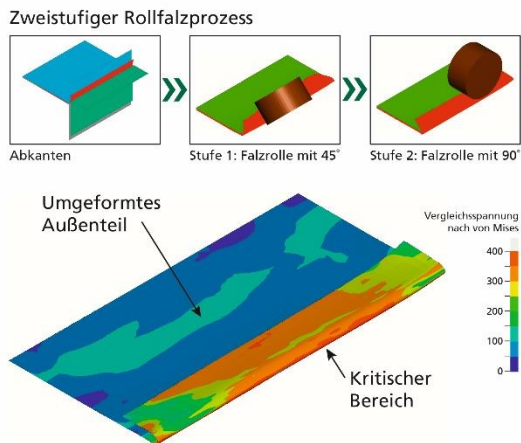 Zweistufiger Rollfalzprozess
Abkanten
Stufe 1: Falzrolle mit 45°
Stufe 2: Falzrolle mit 90°
Umgeformtes
Außenteil
Vergleichsspannung
nach von Mises
400
300
200
100
0
Kritischer
Bereich